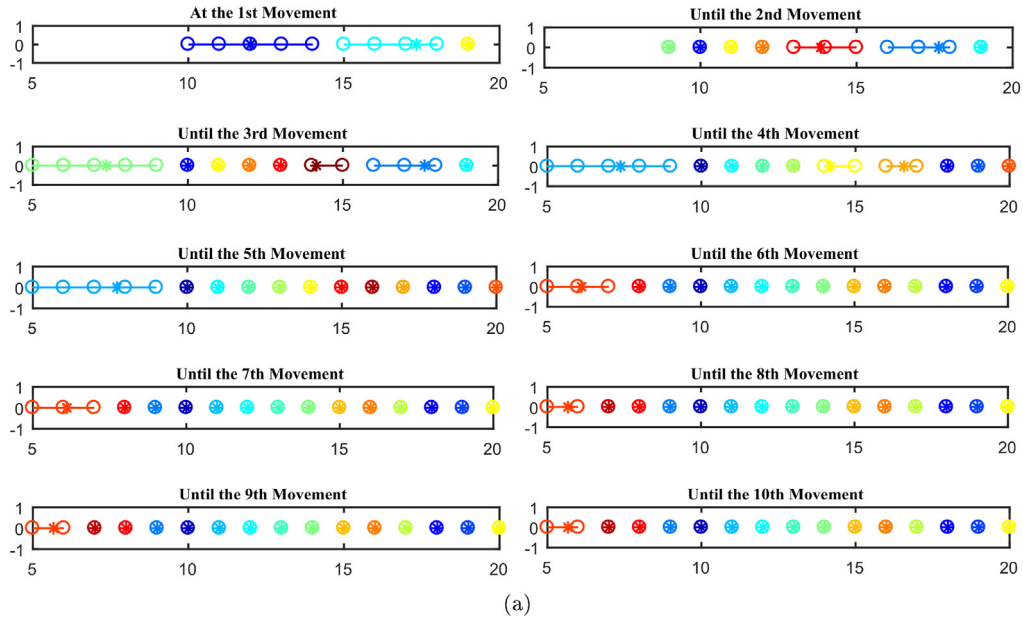 At the 1st Movement
1
0
-1
5 10 15 20
Until the 2nd Movement
1
0
-1
5 10 15 20
Until the 3rd Movement
1
0
-1
5 10 15 20
Until the 4th Movement
1
0
-1
5 10 15 20
Until the 5th Movement
1
0
-1
5 10 15 20
Until the 6th Movement
1
0
-1
5 10 15 20
Until the 7th Movement
1
0
-1
5 10 15 20
Until the 8th Movement
1
0
-1
5 10 15 20
Until the 9th Movement
1
0
-1
5 10 15 20
Until the 10th Movement
1
0
-1
5 10 15 20
(a)